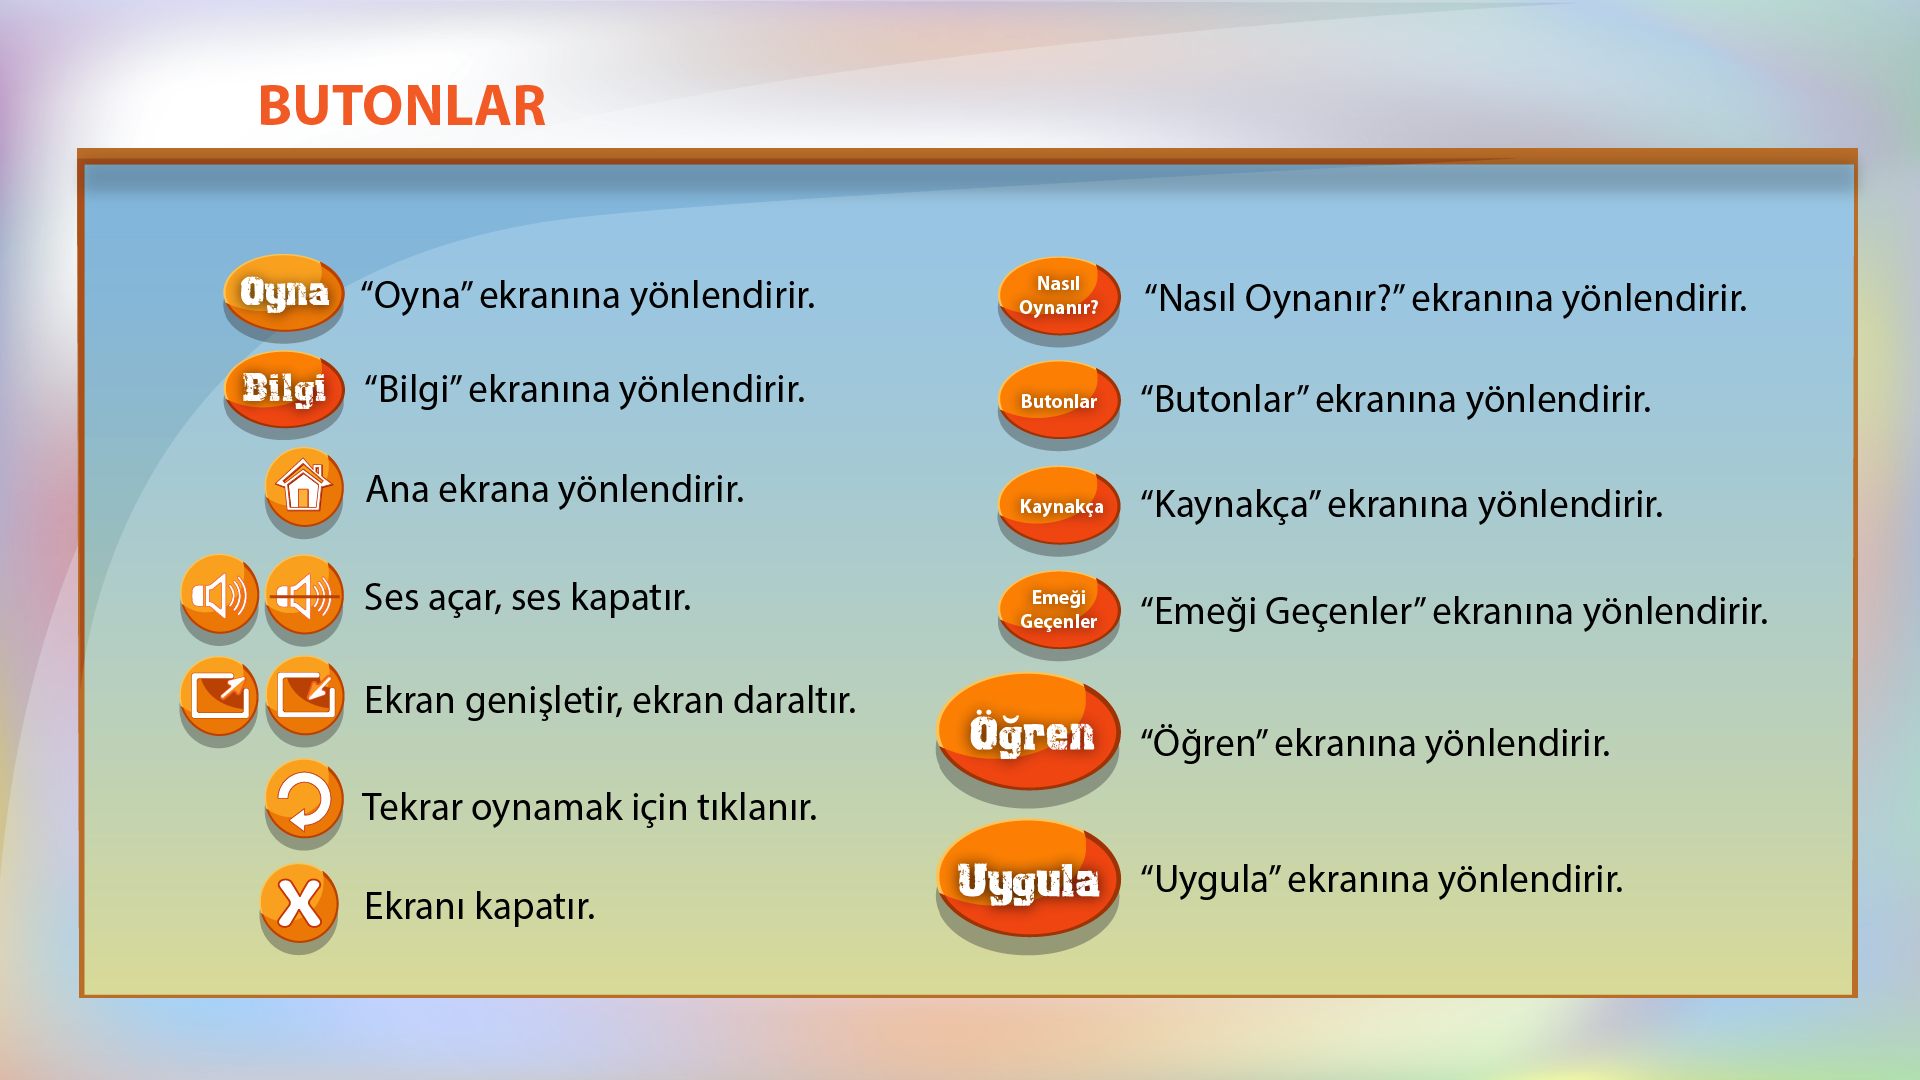 BUTONLAR
Oyna “Oyna” ekranına yönlendirir.
Bilgi “Bilgi” ekranına yönlendirir.
Ana ekrana yönlendirir.
Ses açar, ses kapatır.
Ekran genişletir, ekran daraltır.
Tekrar oynamak için tıklanır.
X Ekranı kapatır.
Nasıl
Oynanır?
“Nasıl Oynanır?” ekranına yönlendirir.
Butonlar “Butonlar” ekranına yönlendirir.
Kaynakça “Kaynakça” ekranına yönlendirir.
Emeği
Geçenler
“Emeği Geçenler” ekranına yönlendirir.
Öğren “Öğren” ekranına yönlendirir.
Uygula “Uygula” ekranına yönlendirir.